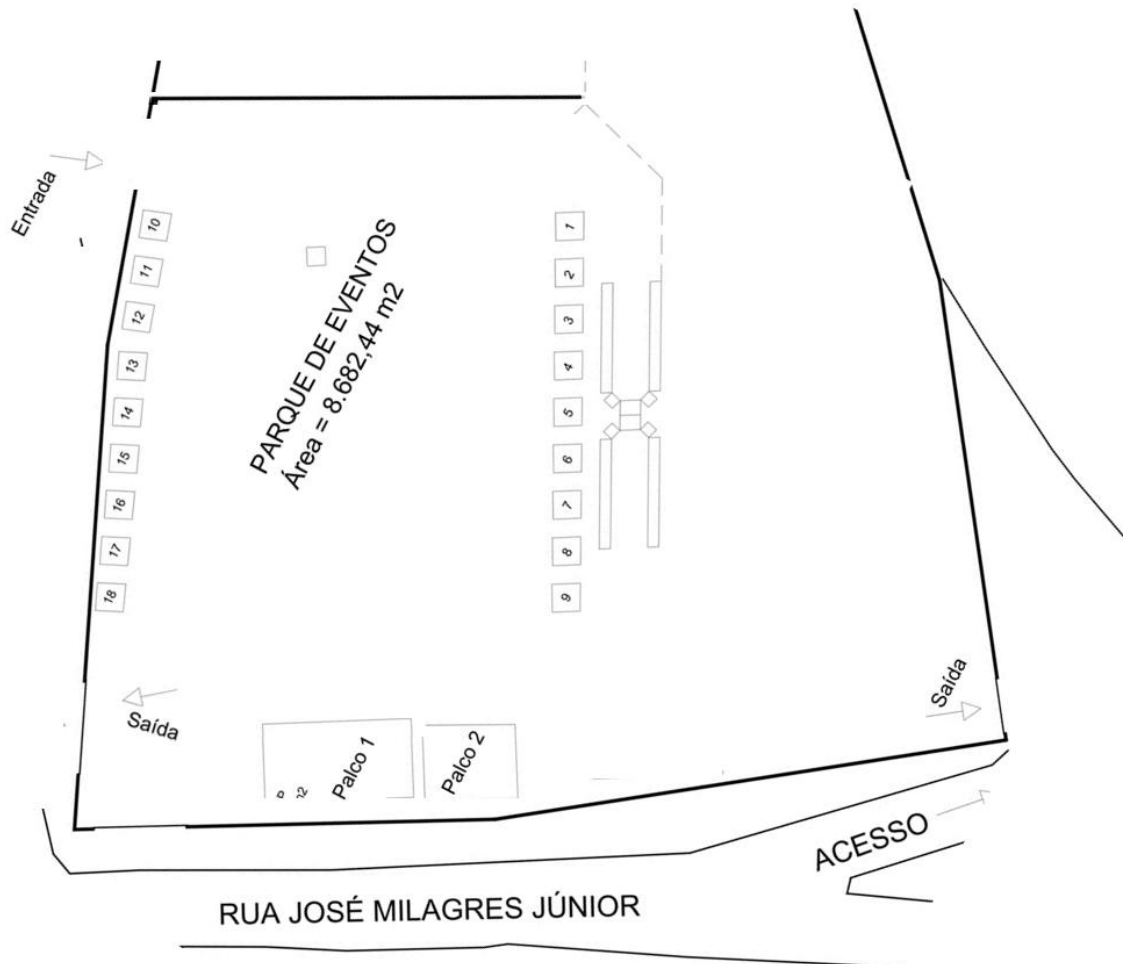 Entrada
10
11
12
13
14
15
16
17
18
PARQUE DE EVENTOS
Área = 8.682,44 m2
1
2
3
4
5
6
7
8
9
Saída
Saída
Palco 1
Palco 2
ACESSO
RUA JOSÉ MILAGRES JÚNIOR